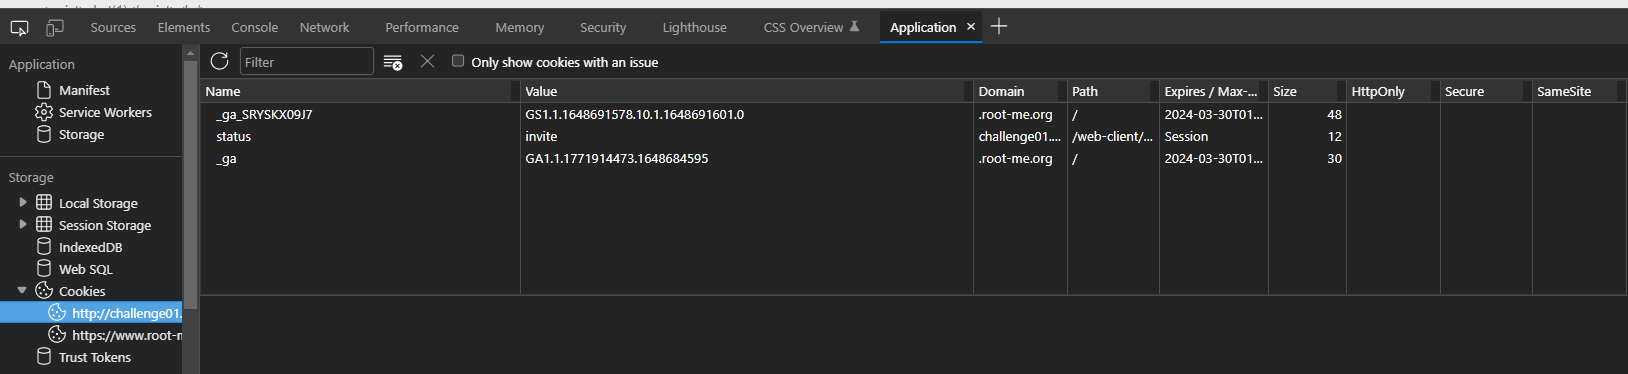 Sources Elements Console Network Performance Memory Security Lighthouse CSS Overview Application
Application
Manifest
Service Workers
Storage
Storage
Local Storage
Session Storage
IndexedDB
Web SQL
Cookies
http://challenge01.
https://www.root-m
Trust Tokens
Filter Only show cookies with an issue
Name Value Domain Path Expires / Max-... Size HttpOnly Secure SameSite
_ga_SRYSKX09J7 GS1.1.1648691578.10.1.1648691601.0 .root-me.org / 2024-03-30T01... 48
status invite challenge01.... /web-client/... Session 12
_ga GA1.1.1771914473.1648684595 .root-me.org / 2024-03-30T01... 30